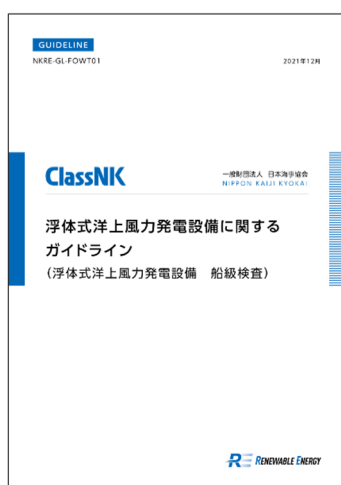 GUIDELINE
NKRE-GL-FOWT01
2021年12月
ClassNK
一般財団法人 日本海事協会
NIPPON KAIJI KYOKAI
浮体式洋上風力発電設備に関する
ガイドライン
(浮体式洋上風力発電設備 船級検査)
RE RENEWABLE ENERGY